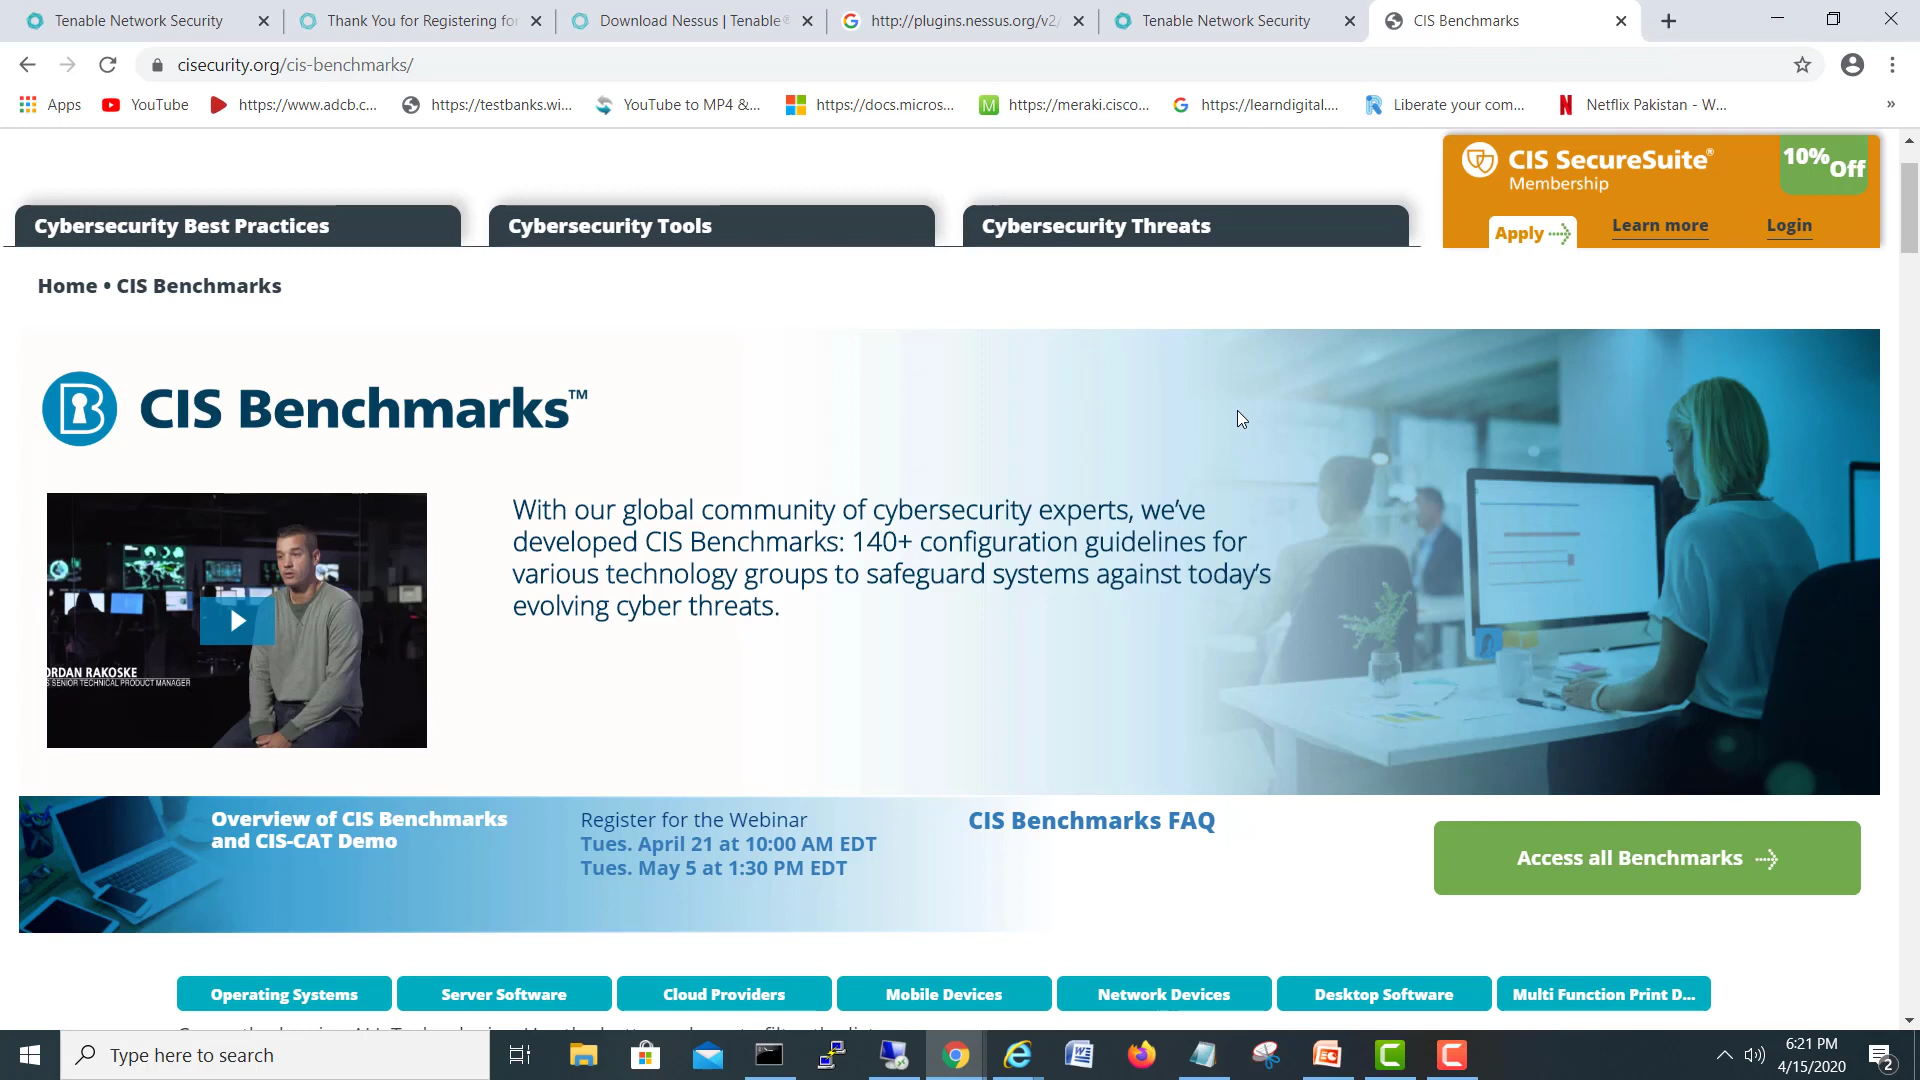 Tenable Network Security
Thank You for Registering fo
Download Nessus | Tenable®
http://plugins.nessus.org/v2/
Tenable Network Security
CIS Benchmarks
cisecurity.org/cis-benchmarks/
Apps
YouTube
https://www.adcb.c...
https://testbanks.wi...
YouTube to MP4 &...
https://docs.micros...
https://meraki.cisco...
https://learndigital....
Liberate your com...
Netflix Pakistan - W...
»
CIS SecureSuite®
Membership
10% Off
Apply
Learn more
Login
Cybersecurity Best Practices
Cybersecurity Tools
Cybersecurity Threats
Home • CIS Benchmarks
CIS Benchmarks™
With our global community of cybersecurity experts, we've
developed CIS Benchmarks: 140+ configuration guidelines for
various technology groups to safeguard systems against today's
evolving cyber threats.
ORDAN RAKOSKE
SENIOR TECHNICAL PRODUCT MANAGER
Overview of CIS Benchmarks
and CIS-CAT Demo
Register for the Webinar
Tues. April 21 at 10:00 AM EDT
Tues. May 5 at 1:30 PM EDT
CIS Benchmarks FAQ
Access all Benchmarks
Operating Systems
Server Software
Cloud Providers
Mobile Devices
Network Devices
Desktop Software
Multi Function Print D...
Type here to search
6:21 PM
4/15/2020
2